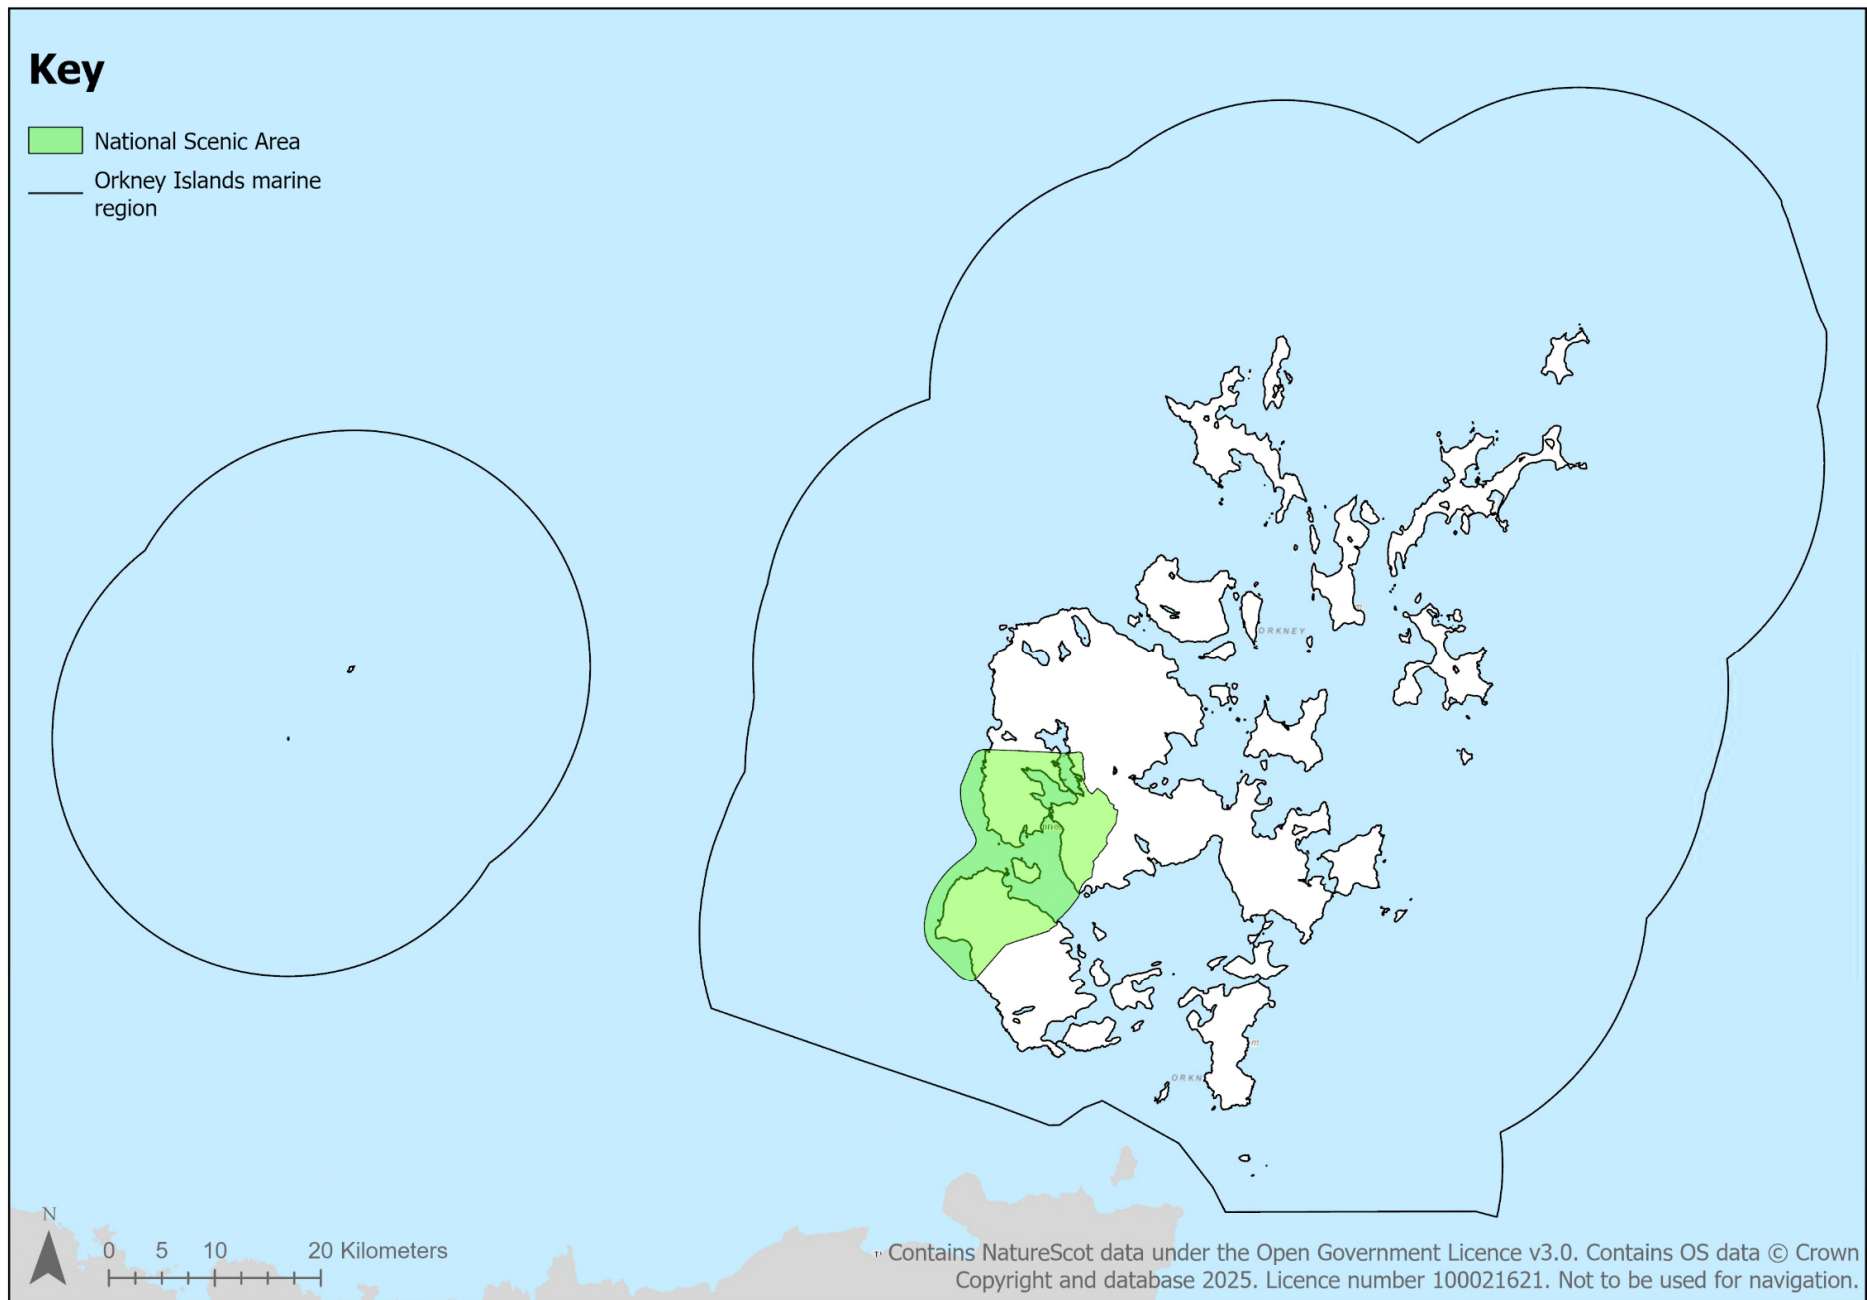 Key
National Scenic Area
Orkney Islands marine
region
ORKNEY
ORKN
N
0 5 10 20 Kilometers
Contains NatureScot data under the Open Government Licence v3.0. Contains OS data © Crown
Copyright and database 2025. Licence number 100021621. Not to be used for navigation.